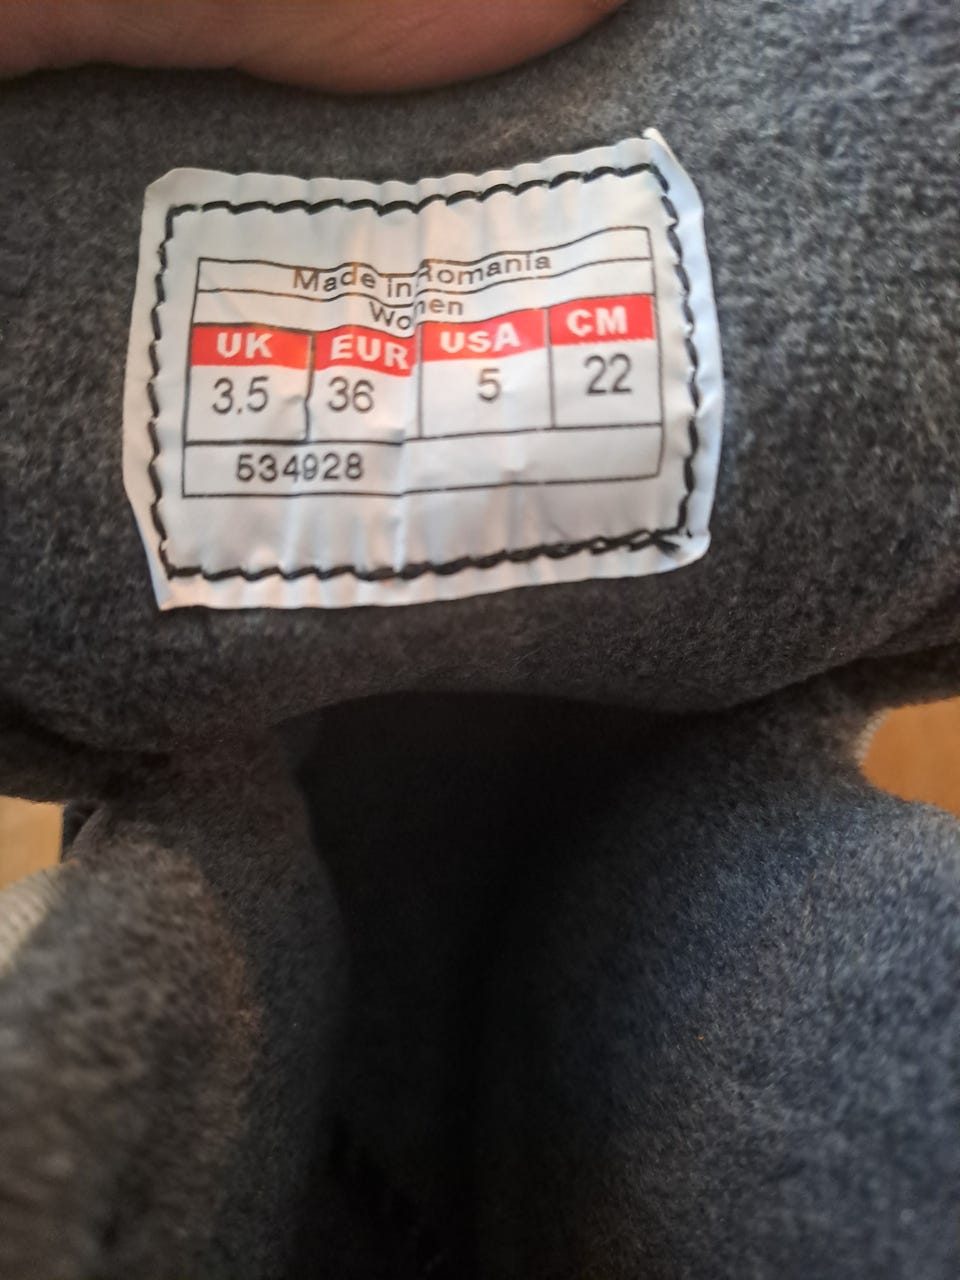 Made in Romania
Women
UK EUR USA CM
3.5 36 5 22
534928